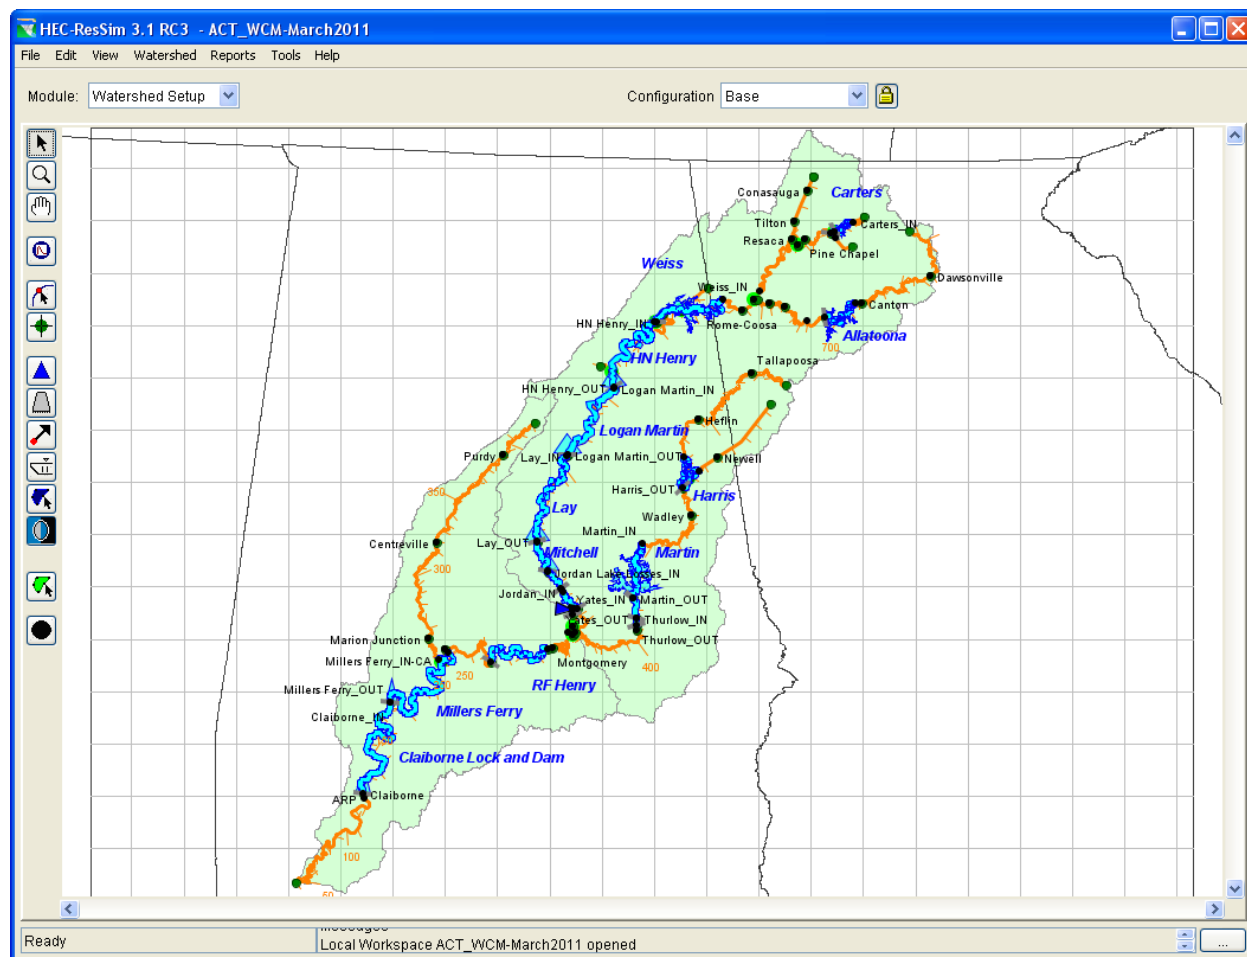 HEC-ResSim 3.1 RC3 - ACT_WCM-March2011
File Edit View Watershed Reports Tools Help
Module: Watershed Setup Configuration Base
Conasauga
Carters
Tilton
Carters_IN
Resaca
Pine Chapel
Weiss
Dawsonville
Weiss_IN
Canton
HN Henry_IN
Rome-Coosa
Allatoona
700
HN Henry
Tallapoosa
HN Henry_OUT
Logan Martin_IN
Heflin
Logan Martin
Purdy
Lay_IN
Logan Martin_OUT
Newell
350
Harris_OUT
Harris
Lay
Wadley
Martin_IN
Centreville
Lay_OUT
Mitchell
Martin
300
Jordan_IN
Yates_IN
Martin_OUT
Thurlow_IN
Marion Junction
Thurlow_OUT
Millers Ferry_IN-CA
Montgomery
400
250
RF Henry
Millers Ferry_OUT
Millers Ferry
Claiborne_IN
Claiborne Lock and Dam
ARP
Claiborne
100
50
Ready
Local Workspace ACT_WCM-March2011 opened
...